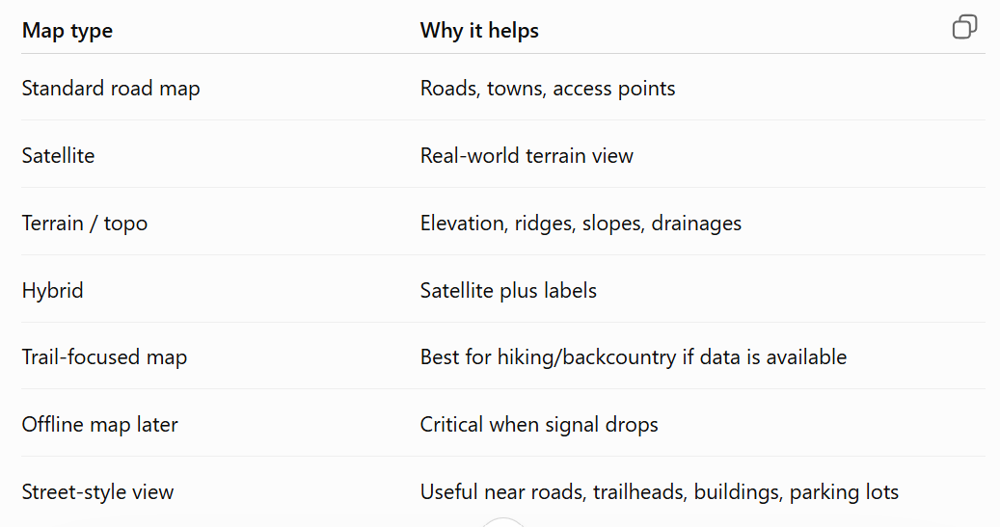 Map type Why it helps
Standard road map Roads, towns, access points
Satellite Real-world terrain view
Terrain / topo Elevation, ridges, slopes, drainages
Hybrid Satellite plus labels
Trail-focused map Best for hiking/backcountry if data is available
Offline map later Critical when signal drops
Street-style view Useful near roads, trailheads, buildings, parking lots